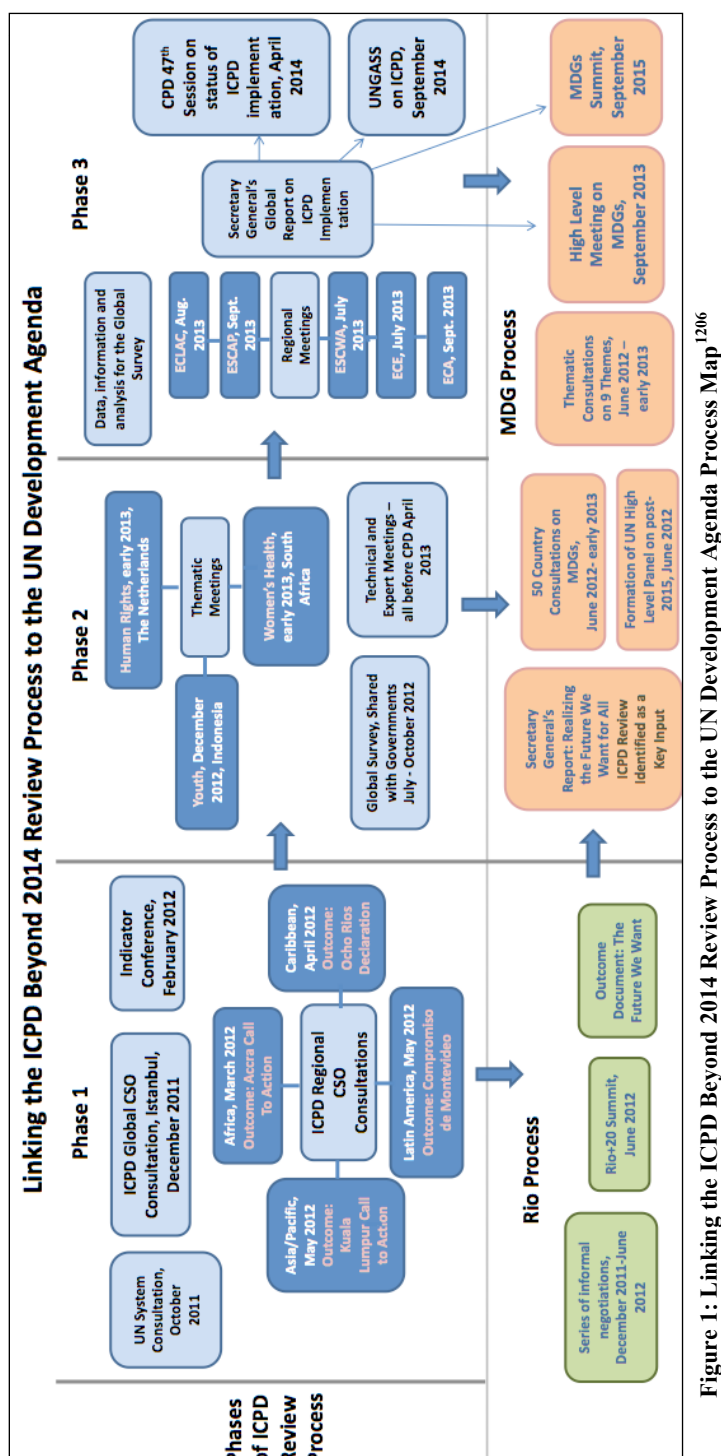 Linking the ICPD Beyond 2014 Review Process to the UN Development Agenda
Phases
of ICPD
Review
Process
Phase 1
UN System
Consultation,
October
2011
ICPD Global CSO
Consultation, Istanbul,
December 2011
Indicator
Conference,
February 2012
Africa, March 2012
Outcome: Accra Call
To Action
Asia/Pacific,
May 2012
Outcome:
Kuala
Lumpur Call
to Action
ICPD Regional
CSO
Consultations
Caribbean,
April 2012
Outcome:
Ocho Rios
Declaration
Latin America, May 2012
Outcome: Compromiso
de Montevideo
Phase 2
Human Rights, early 2013,
The Netherlands
Youth, December
2012, Indonesia
Thematic
Meetings
Women's Health,
early 2013, South
Africa
Global Survey, Shared
with Governments
July - October 2012
Technical and
Expert Meetings –
all before CPD April
2013
Phase 3
Data, information and
analysis for the Global
Survey
ECLAC, Aug.
2013
ESCAP, Sept.
2013
Regional
Meetings
ESCWA, July
2013
ECE, July 2013
ECA, Sept. 2013
Secretary
General's
Global
Report on
ICPD
Implemen
tation
CPD 47th
Session on
status of
ICPD
implement
ation, April
2014
UNGASS
on ICPD,
September
2014
Rio Process
Series of informal
negotiations,
December 2011-June
2012
Rio+20 Summit,
June 2012
Outcome
Document: The
Future We Want
MDG Process
Secretary
General's
Report: Realizing
the Future We
Want for All
ICPD Review
Identified as a
Key Input
50 Country
Consultations on
MDGs,
June 2012- early 2013
Formation of UN High
Level Panel on post-
2015, June 2012
Thematic
Consultations
on 9 Themes,
June 2012 –
early 2013
High Level
Meeting on
MDGs,
September 2013
MDGs
Summit,
September
2015
Figure 1: Linking the ICPD Beyond 2014 Review Process to the UN Development Agenda Process Map1206